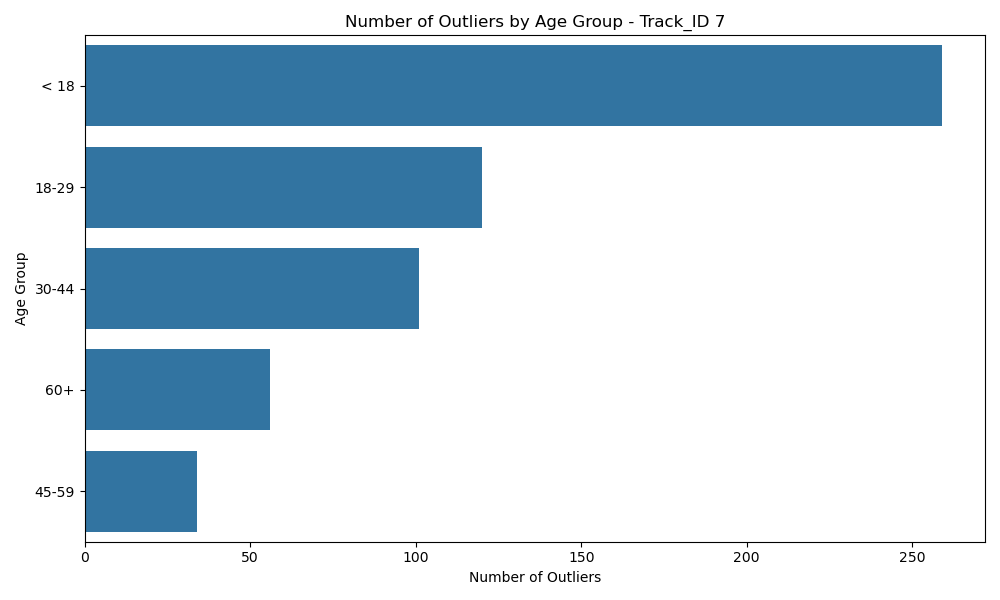 Number of Outliers by Age Group - Track_ID 7
Age Group
< 18
18-29
30-44
60+
45-59
0 50 100 150 200 250
Number of Outliers